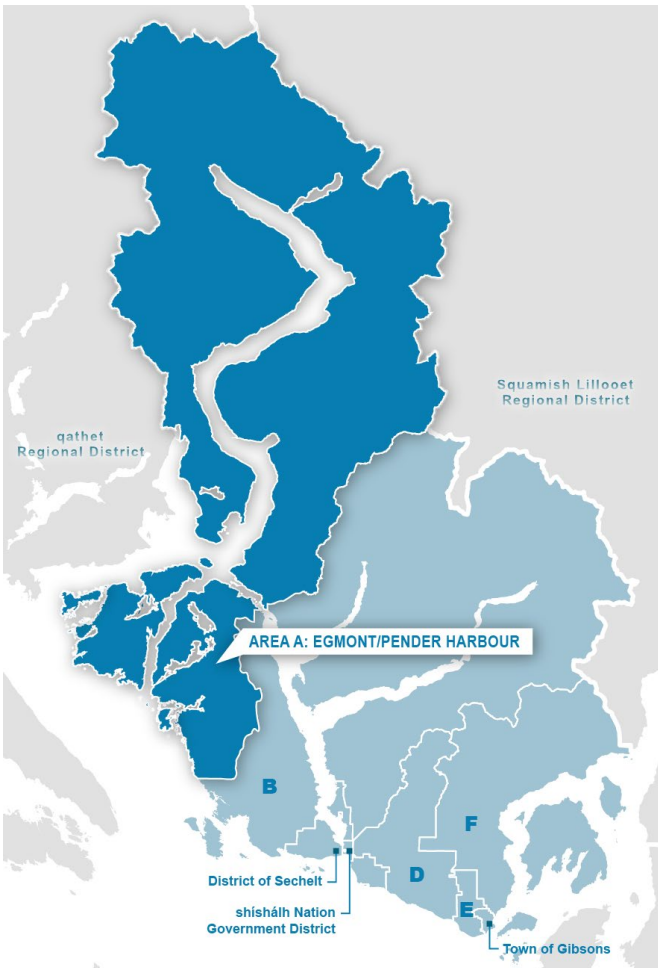 Squamish Lillooet
Regional District
qathet
Regional District
AREA A: EGMONT/PENDER HARBOUR
B
F
D
District of Sechelt
E
shíshálh Nation
Government District
Town of Gibsons